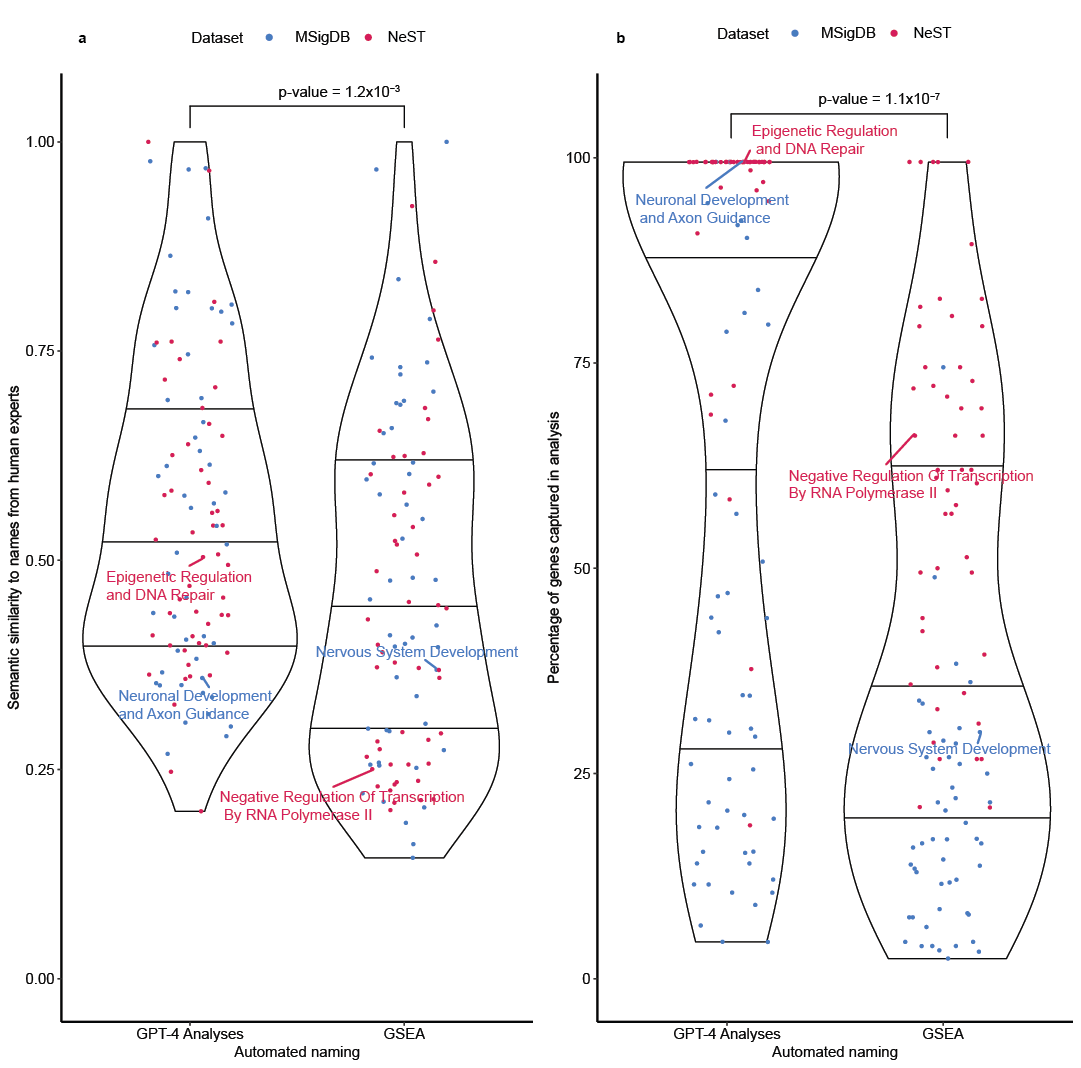 a
Dataset MSigDB NeST
p-value = 1.2x10⁻³
Semantic similarity to names from human experts
1.00
0.75
0.50
0.25
0.00
Epigenetic Regulation
and DNA Repair
Neuronal Development
and Axon Guidance
Nervous System Development
Negative Regulation Of Transcription
By RNA Polymerase II
GPT-4 Analyses GSEA
Automated naming
b
Dataset MSigDB NeST
p-value = 1.1x10⁻⁷
Percentage of genes captured in analysis
100
75
50
25
0
Epigenetic Regulation
and DNA Repair
Neuronal Development
and Axon Guidance
Negative Regulation Of Transcription
By RNA Polymerase II
Nervous System Development
GPT-4 Analyses GSEA
Automated naming